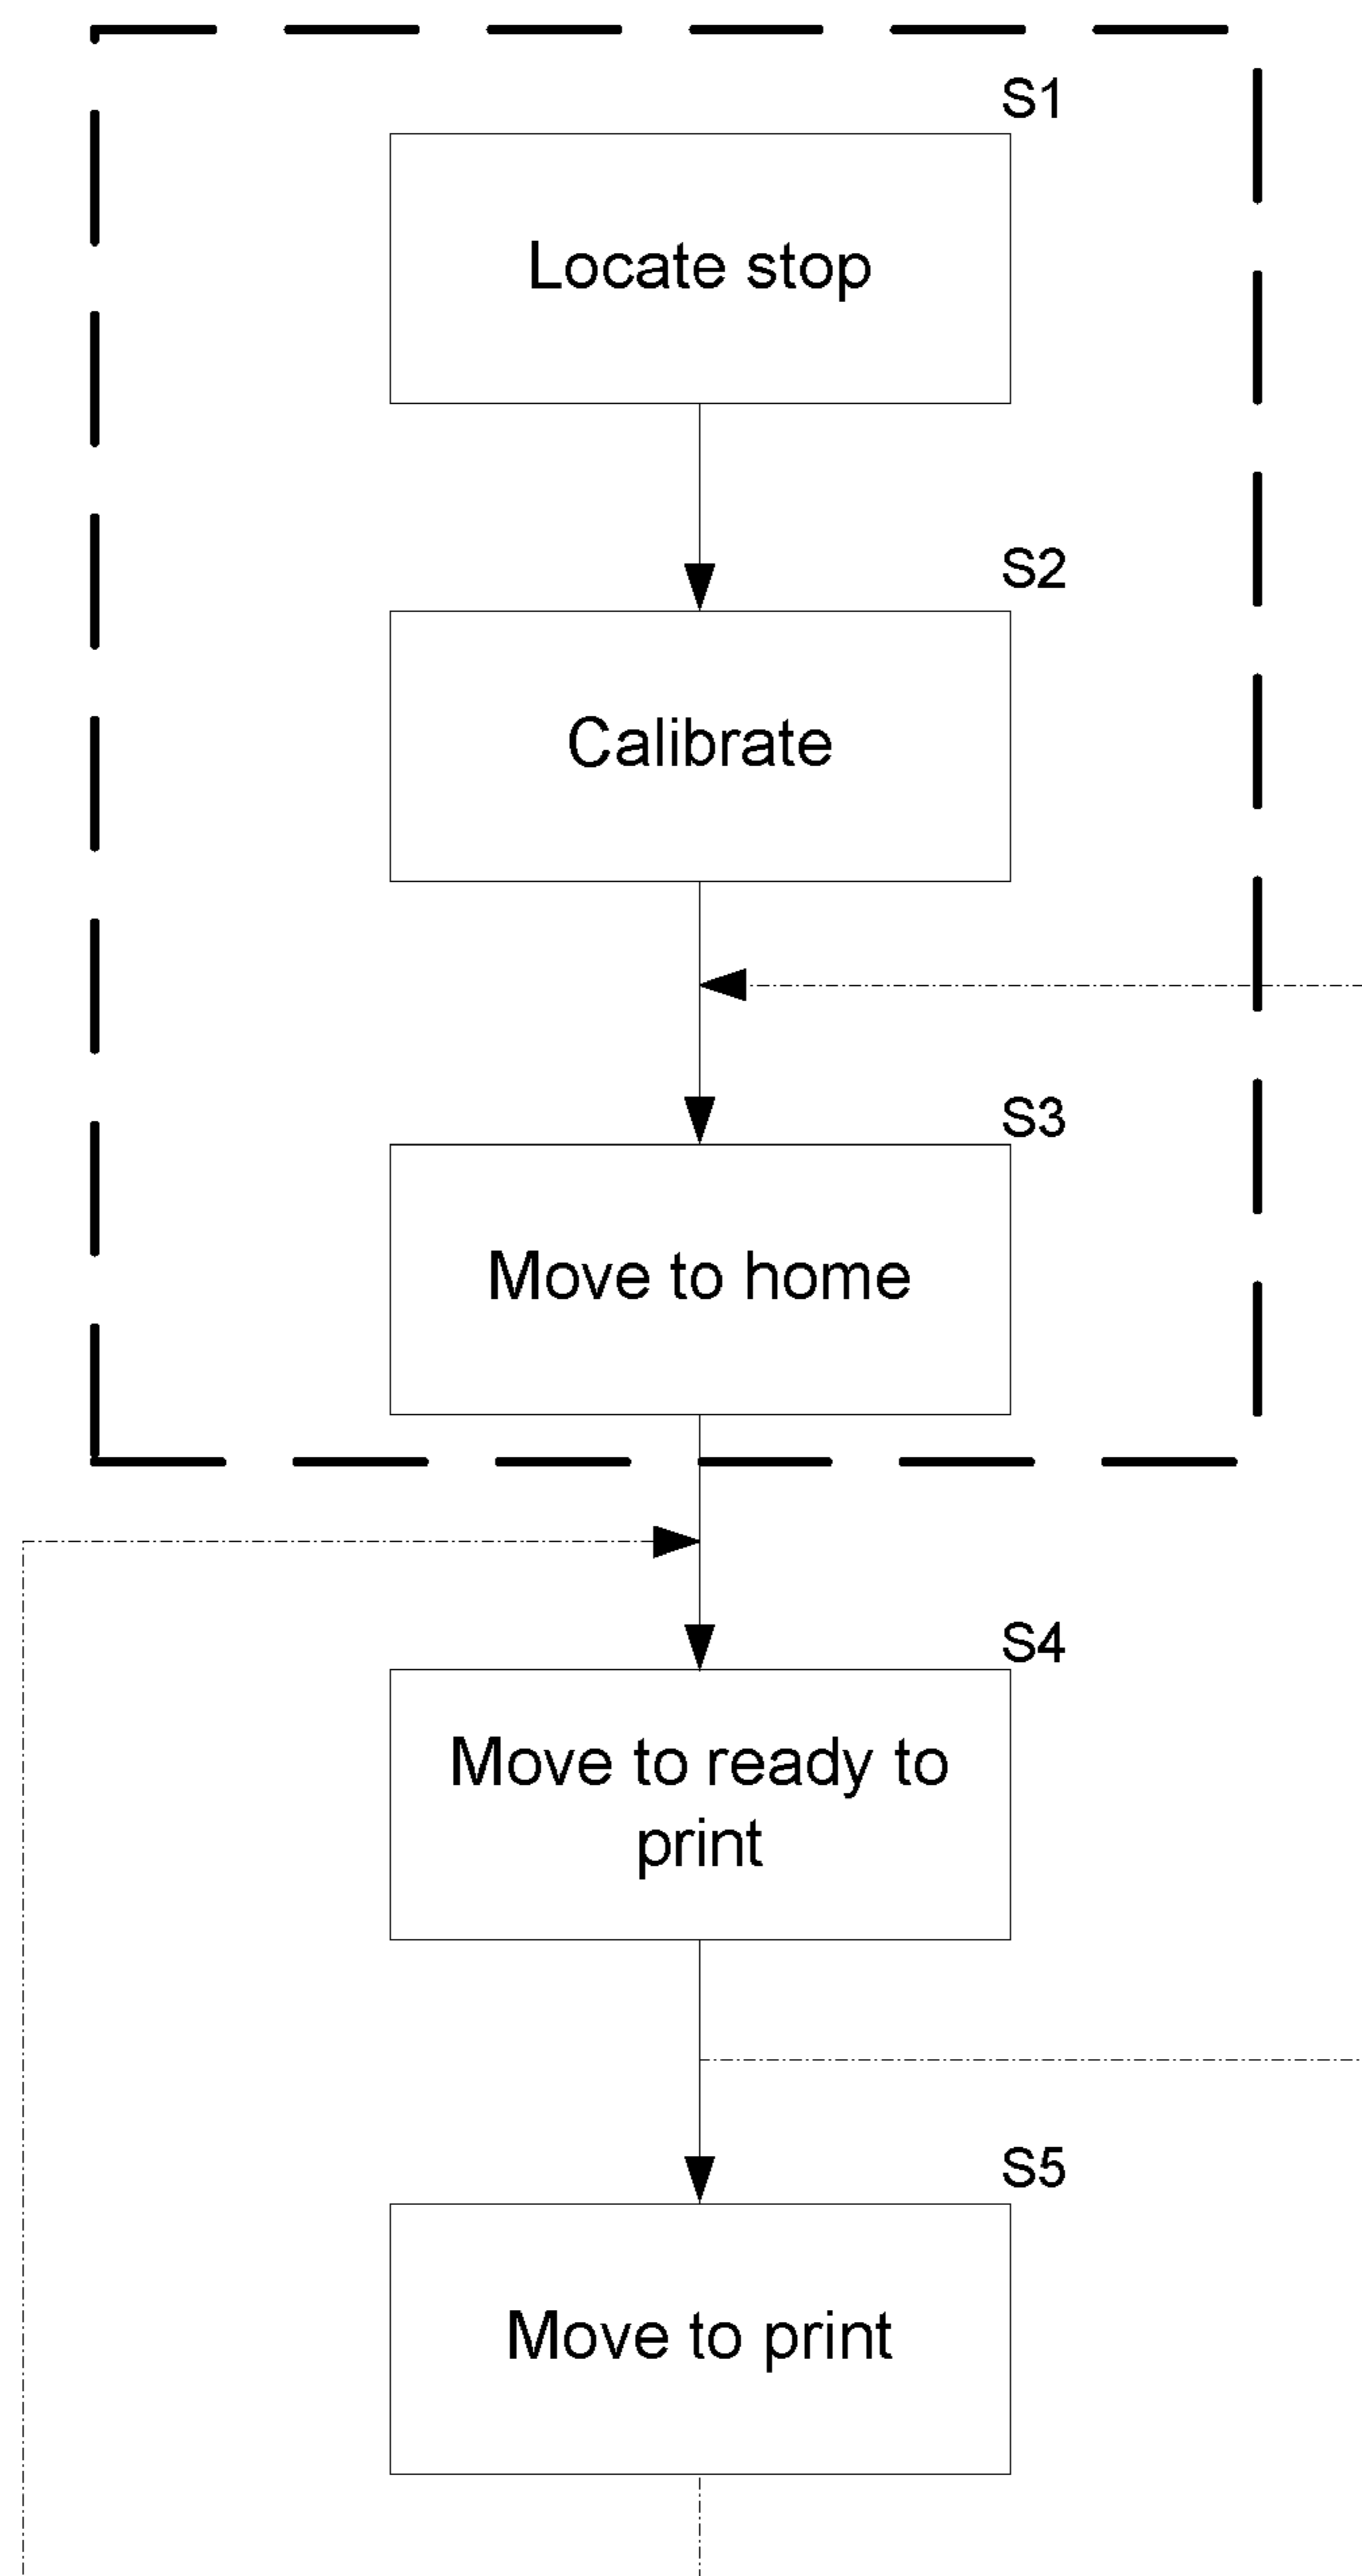 S1
Locate stop
S2
Calibrate
S3
Move to home
S4
Move to ready to
print
S5
Move to print